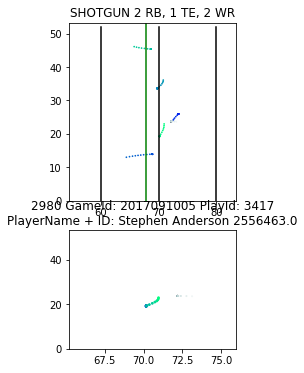 SHOTGUN 2 RB, 1 TE, 2 WR
50
40
30
20
10
0
60 70 80
2980 GameId: 2017091005 PlayId: 3417
PlayerName + ID: Stephen Anderson 2556463.0
40
20
0
67.5 70.0 72.5 75.0